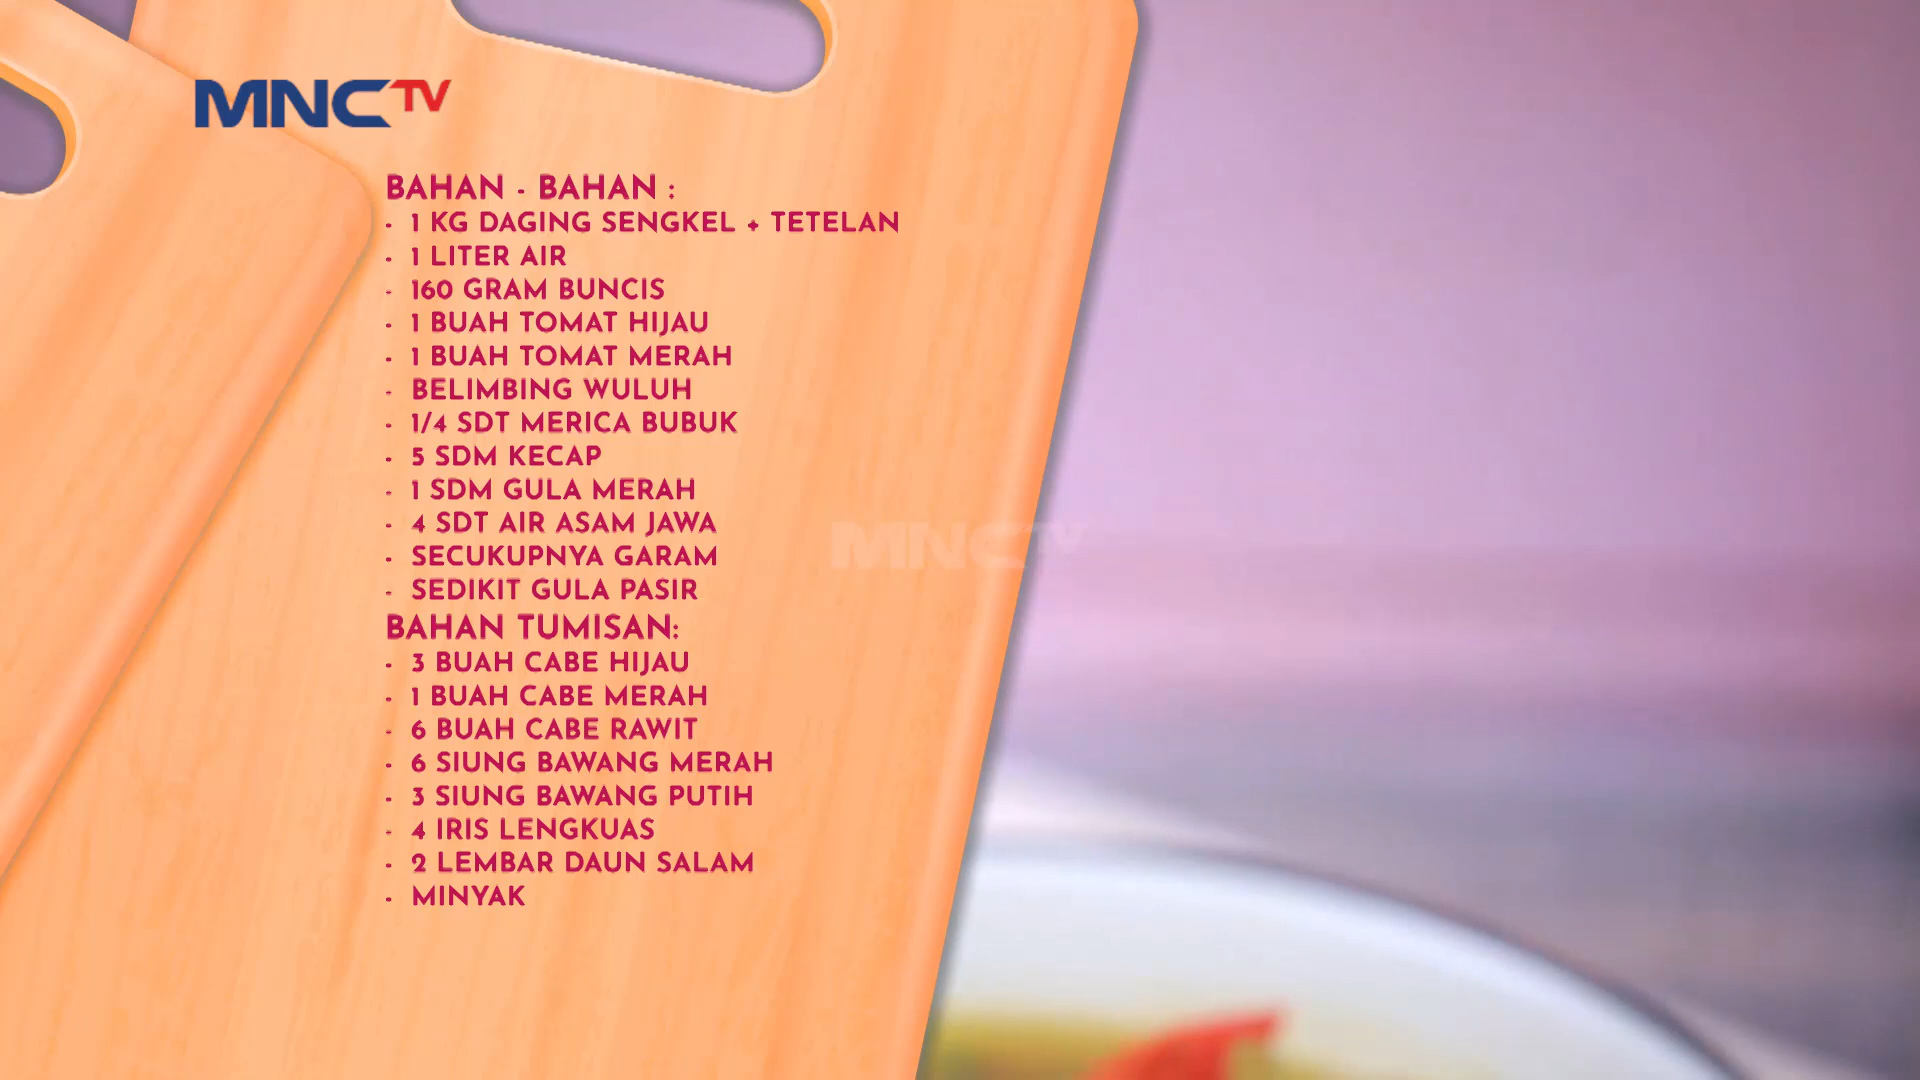 MNCTV
BAHAN - BAHAN :
- 1 KG DAGING SENGKEL + TETELAN
- 1 LITER AIR
- 160 GRAM BUNCIS
- 1 BUAH TOMAT HIJAU
- 1 BUAH TOMAT MERAH
- BELIMBING WULUH
- 1/4 SDT MERICA BUBUK
- 5 SDM KECAP
- 1 SDM GULA MERAH
- 4 SDT AIR ASAM JAWA
- SECUKUPNYA GARAM
- SEDIKIT GULA PASIR
BAHAN TUMISAN:
- 3 BUAH CABE HIJAU
- 1 BUAH CABE MERAH
- 6 BUAH CABE RAWIT
- 6 SIUNG BAWANG MERAH
- 3 SIUNG BAWANG PUTIH
- 4 IRIS LENGKUAS
- 2 LEMBAR DAUN SALAM
- MINYAK
MNCTV